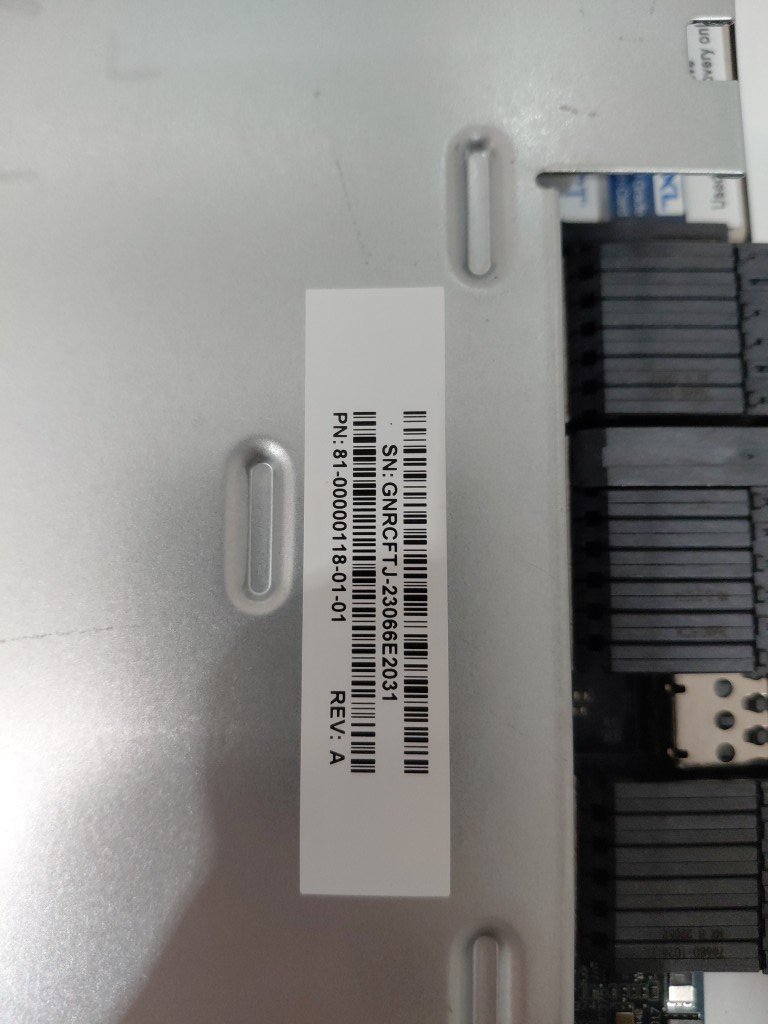 SN: GNRCFTJ-23066E2031
PN: 81-00000118-01-01 REV: A